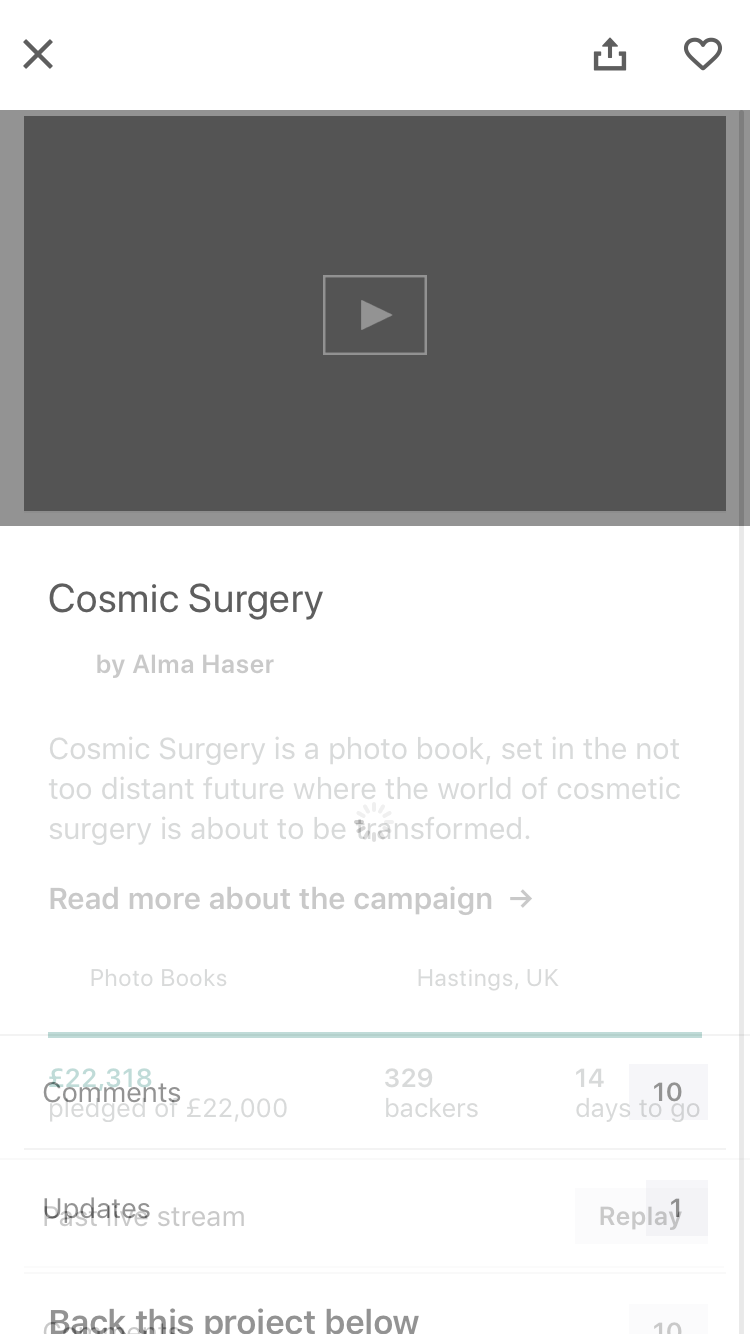 Cosmic Surgery
by Alma Haser
Cosmic Surgery is a photo book, set in the not
too distant future where the world of cosmetic
surgery is about to be transformed.
Read more about the campaign →
Photo Books
Hastings, UK
£22,318
329
14
Comments
10
pledged of £22,000
backers
days to go
Updates
1
Past live stream
Replay
Back this project below
Comments
10